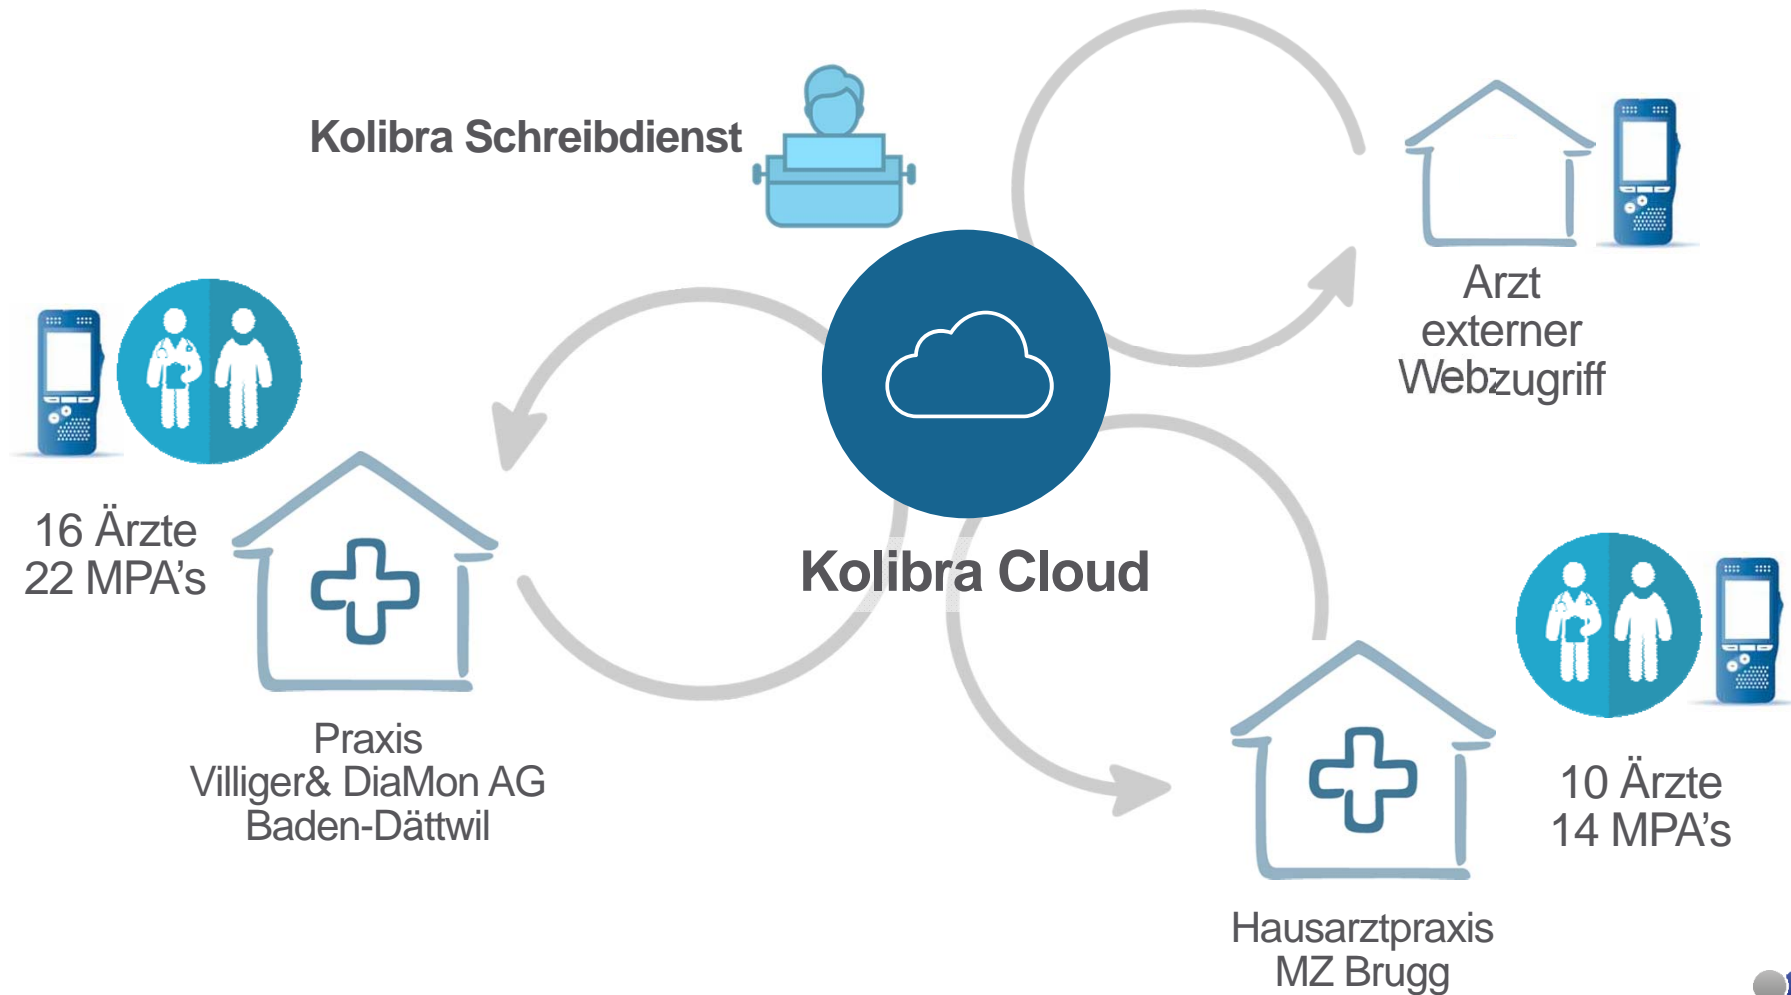 Kolibra Schreibdienst
Arzt
externer
Webzugriff
16 Ärzte
22 MPA’s
Kolibra Cloud
Praxis
Villiger& DiaMon AG
Baden-Dättwil
10 Ärzte
14 MPA’s
Hausarztpraxis
MZ Brugg